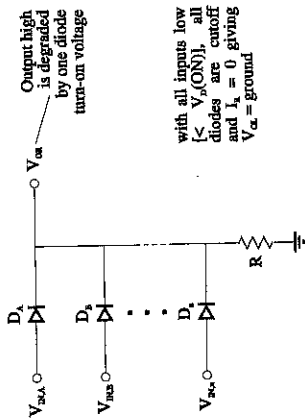 Output high
is degraded
by one diode
turn-on voltage
V_OR
D_A
V_IN,A
D_B
V_IN,B
D_n
V_IN,n
R
with all inputs low
[< V_D(ON)], all
diodes are cutoff
and I_R = 0 giving
V_OL = ground